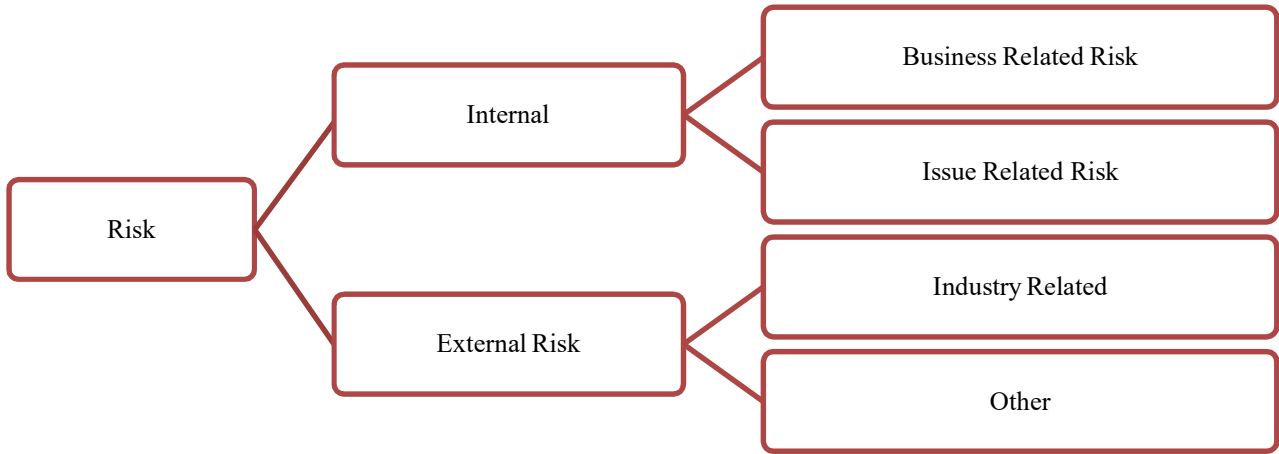 Risk
Internal
Business Related Risk
Issue Related Risk
External Risk
Industry Related
Other